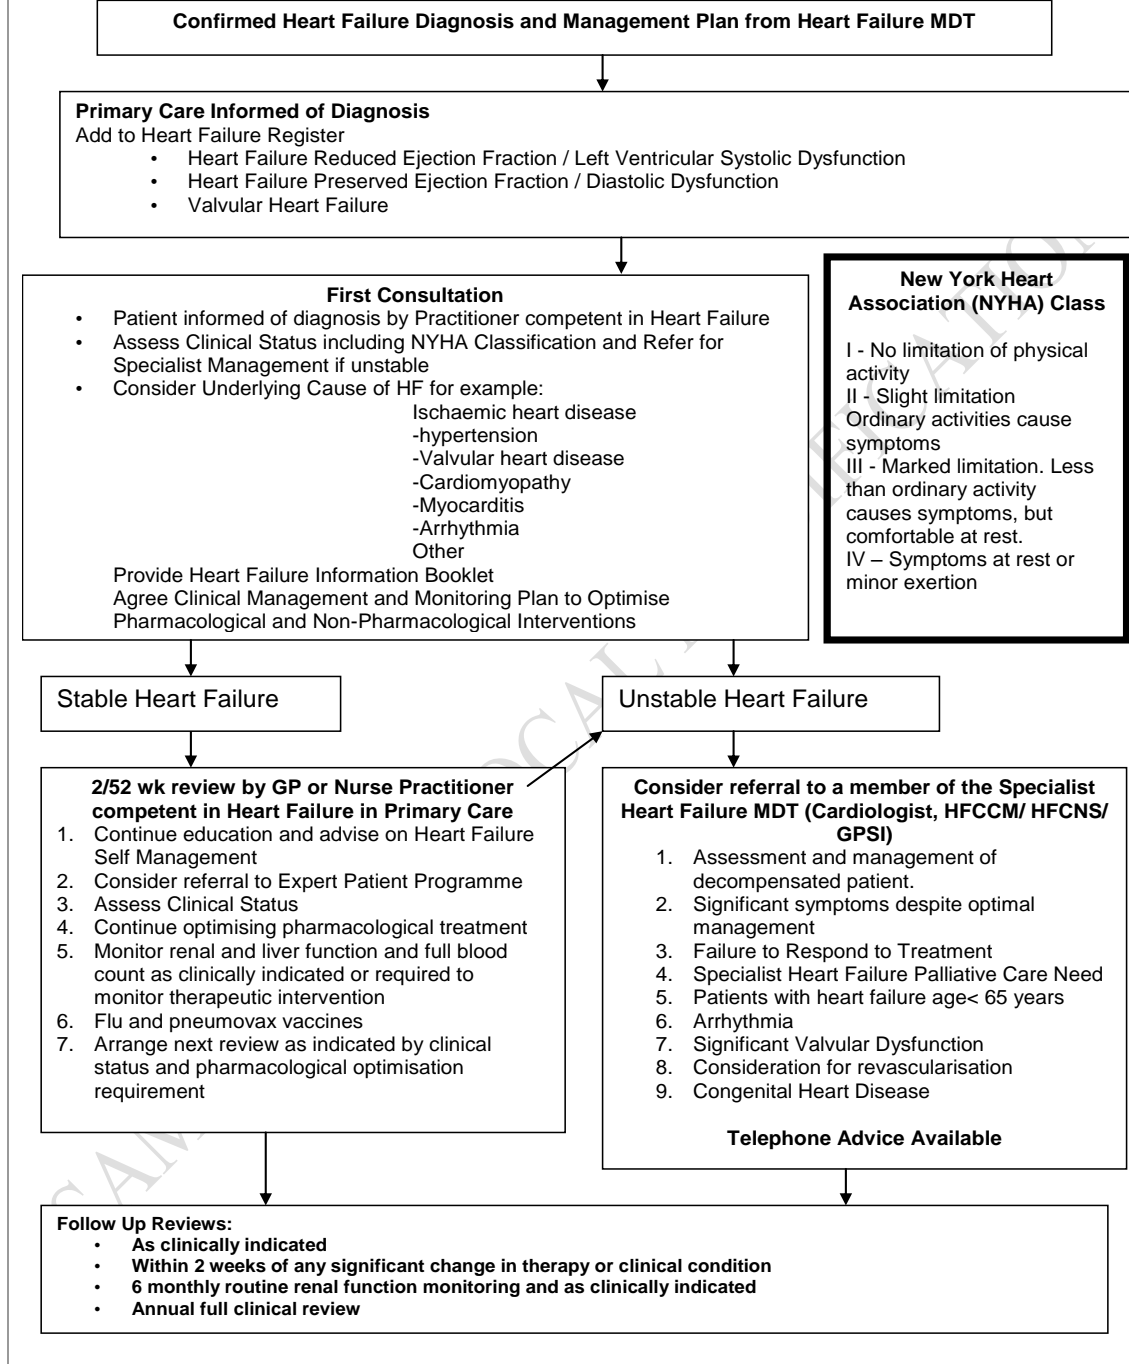 Confirmed Heart Failure Diagnosis and Management Plan from Heart Failure MDT
Primary Care Informed of Diagnosis
Add to Heart Failure Register
• Heart Failure Reduced Ejection Fraction / Left Ventricular Systolic Dysfunction
• Heart Failure Preserved Ejection Fraction / Diastolic Dysfunction
• Valvular Heart Failure
First Consultation
• Patient informed of diagnosis by Practitioner competent in Heart Failure
• Assess Clinical Status including NYHA Classification and Refer for
Specialist Management if unstable
• Consider Underlying Cause of HF for example:
Ischaemic heart disease
-hypertension
-Valvular heart disease
-Cardiomyopathy
-Myocarditis
-Arrhythmia
Other
Provide Heart Failure Information Booklet
Agree Clinical Management and Monitoring Plan to Optimise
Pharmacological and Non-Pharmacological Interventions
New York Heart
Association (NYHA) Class
I - No limitation of physical
activity
II - Slight limitation
Ordinary activities cause
symptoms
III - Marked limitation. Less
than ordinary activity
causes symptoms, but
comfortable at rest.
IV – Symptoms at rest or
minor exertion
Stable Heart Failure
Unstable Heart Failure
2/52 wk review by GP or Nurse Practitioner
competent in Heart Failure in Primary Care
1. Continue education and advise on Heart Failure
Self Management
2. Consider referral to Expert Patient Programme
3. Assess Clinical Status
4. Continue optimising pharmacological treatment
5. Monitor renal and liver function and full blood
count as clinically indicated or required to
monitor therapeutic intervention
6. Flu and pneumovax vaccines
7. Arrange next review as indicated by clinical
status and pharmacological optimisation
requirement
Consider referral to a member of the Specialist
Heart Failure MDT (Cardiologist, HFCCM/ HFCNS/
GPSI)
1. Assessment and management of
decompensated patient.
2. Significant symptoms despite optimal
management
3. Failure to Respond to Treatment
4. Specialist Heart Failure Palliative Care Need
5. Patients with heart failure age< 65 years
6. Arrhythmia
7. Significant Valvular Dysfunction
8. Consideration for revascularisation
9. Congenital Heart Disease
Telephone Advice Available
Follow Up Reviews:
• As clinically indicated
• Within 2 weeks of any significant change in therapy or clinical condition
• 6 monthly routine renal function monitoring and as clinically indicated
• Annual full clinical review